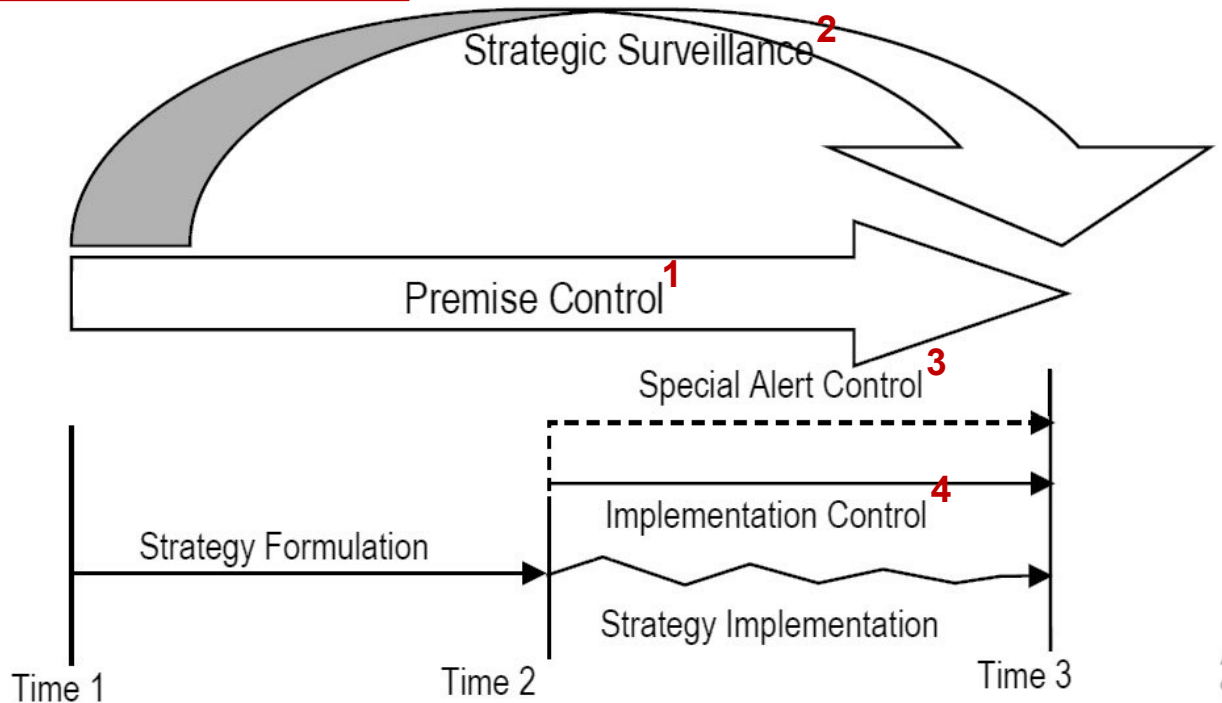 Strategic Surveillance 2
Premise Control 1
Special Alert Control 3
Implementation Control 4
Strategy Formulation
Strategy Implementation
Time 1
Time 2
Time 3